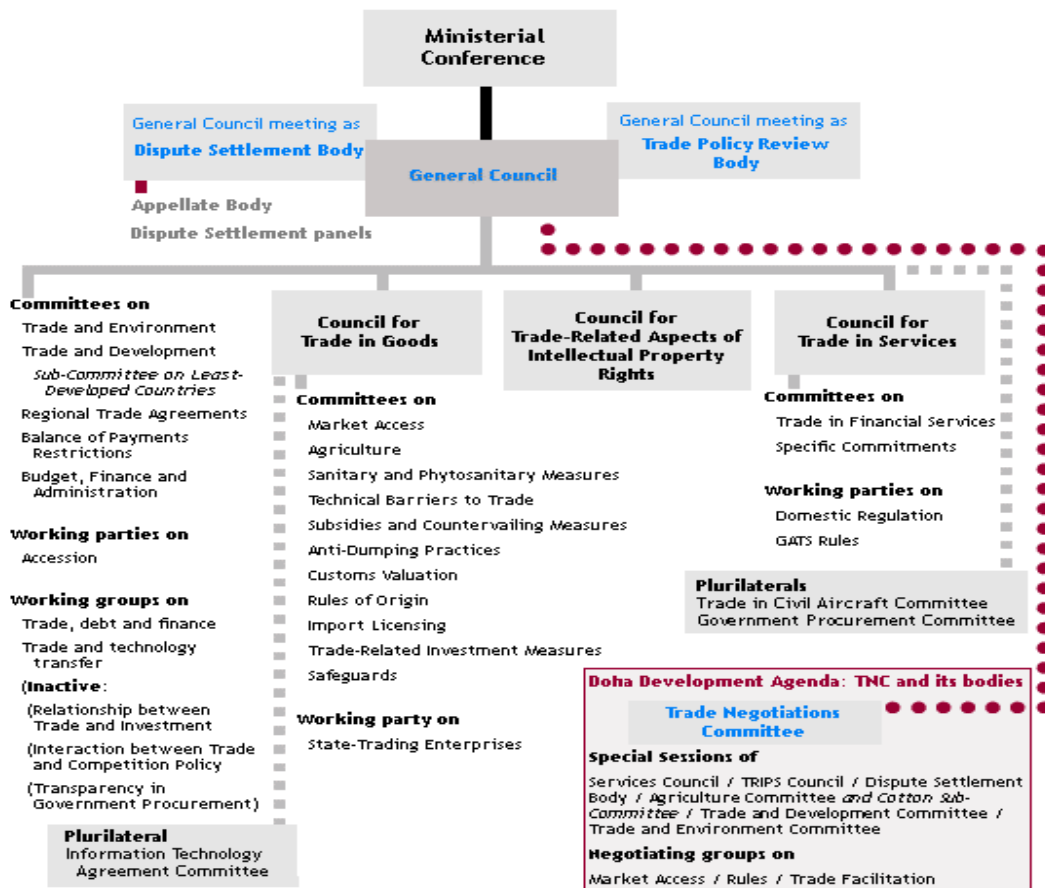 Ministerial
Conference
General Council meeting as
Dispute Settlement Body
General Council meeting as
Trade Policy Review
Body
General Council
Appellate Body
Dispute Settlement panels
Committees on
Trade and Environment
Trade and Development
Sub-Committee on Least-
Developed Countries
Regional Trade Agreements
Balance of Payments
Restrictions
Budget, Finance and
Administration
Working parties on
Accession
Working groups on
Trade, debt and finance
Trade and technology
transfer
(Inactive:
(Relationship between
Trade and Investment
(Interaction between Trade
and Competition Policy
(Transparency in
Government Procurement)
Plurilateral
Information Technology
Agreement Committee
Council for
Trade in Goods
Committees on
Market Access
Agriculture
Sanitary and Phytosanitary Measures
Technical Barriers to Trade
Subsidies and Countervailing Measures
Anti-Dumping Practices
Customs Valuation
Rules of Origin
Import Licensing
Trade-Related Investment Measures
Safeguards
Working party on
State-Trading Enterprises
Council for
Trade-Related Aspects of
Intellectual Property
Rights
Council for
Trade in Services
Committees on
Trade in Financial Services
Specific Commitments
Working parties on
Domestic Regulation
GATS Rules
Plurilaterals
Trade in Civil Aircraft Committee
Government Procurement Committee
Doha Development Agenda: TNC and its bodies
Trade Negotiations
Committee
Special Sessions of
Services Council / TRIPS Council / Dispute Settlement
Body / Agriculture Committee and Cotton Sub-
Committee / Trade and Development Committee /
Trade and Environment Committee
Negotiating groups on
Market Access / Rules / Trade Facilitation